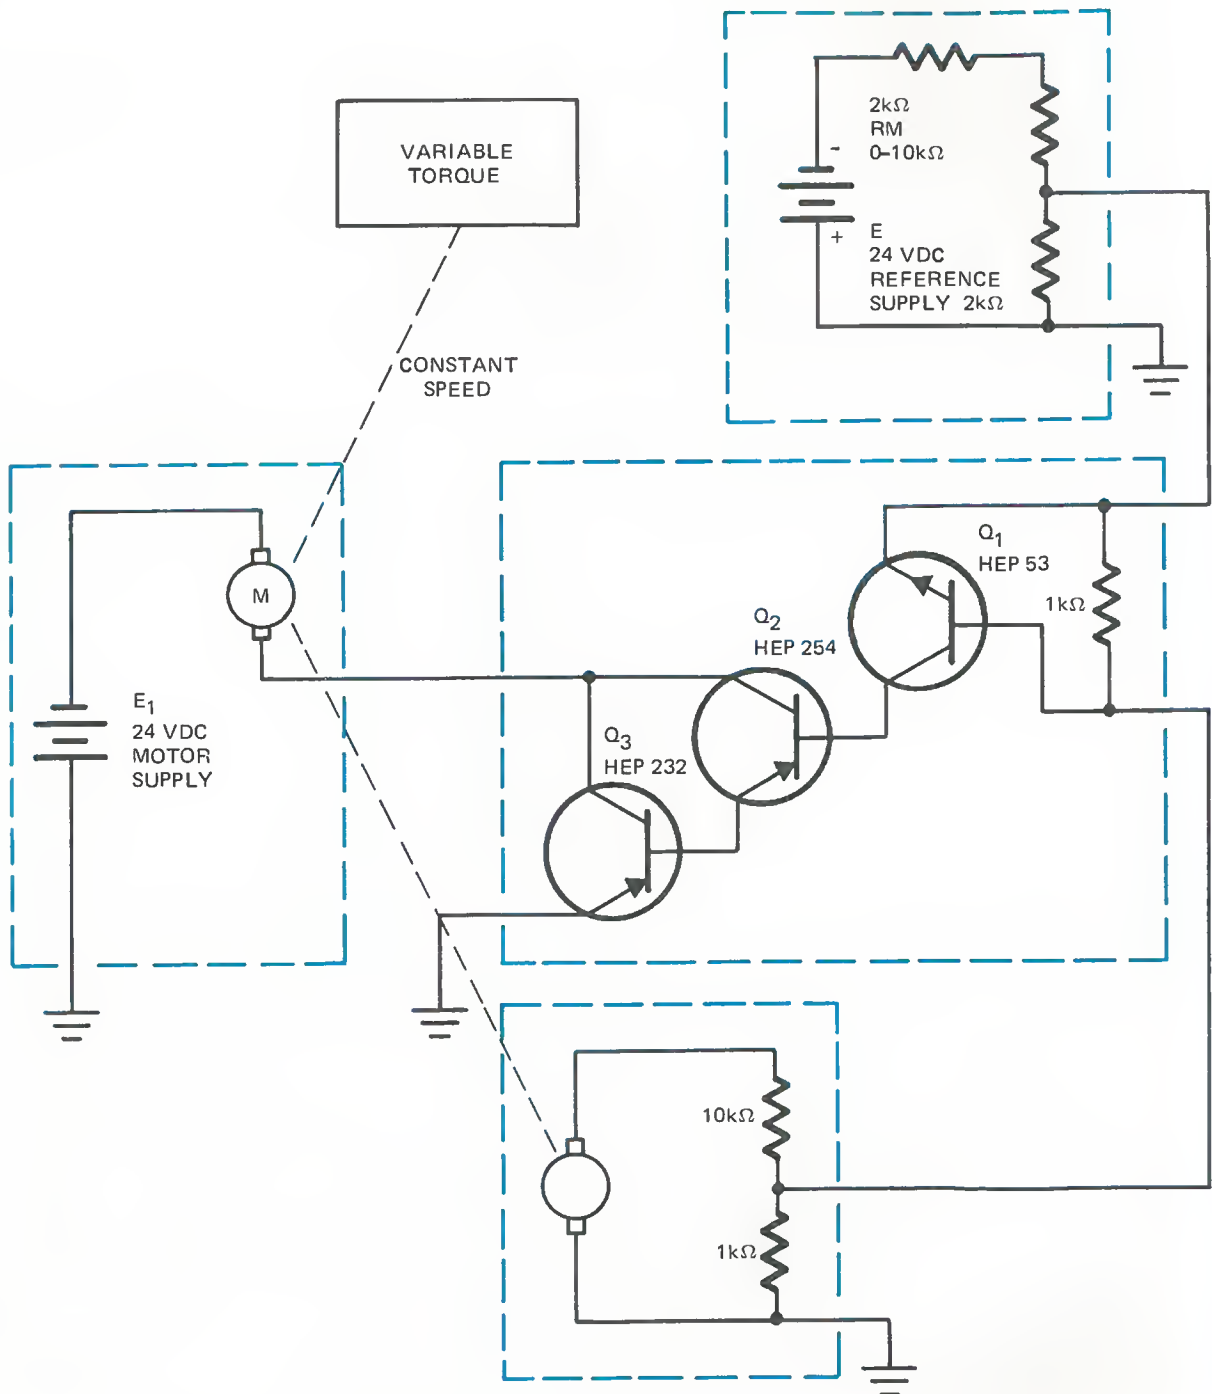 2kΩ
RM
0–10kΩ
-
+
E
24 VDC
REFERENCE
SUPPLY 2kΩ
VARIABLE
TORQUE
CONSTANT
SPEED
M
E1
24 VDC
MOTOR
SUPPLY
Q1
HEP 53
1kΩ
Q2
HEP 254
Q3
HEP 232
10kΩ
1kΩ